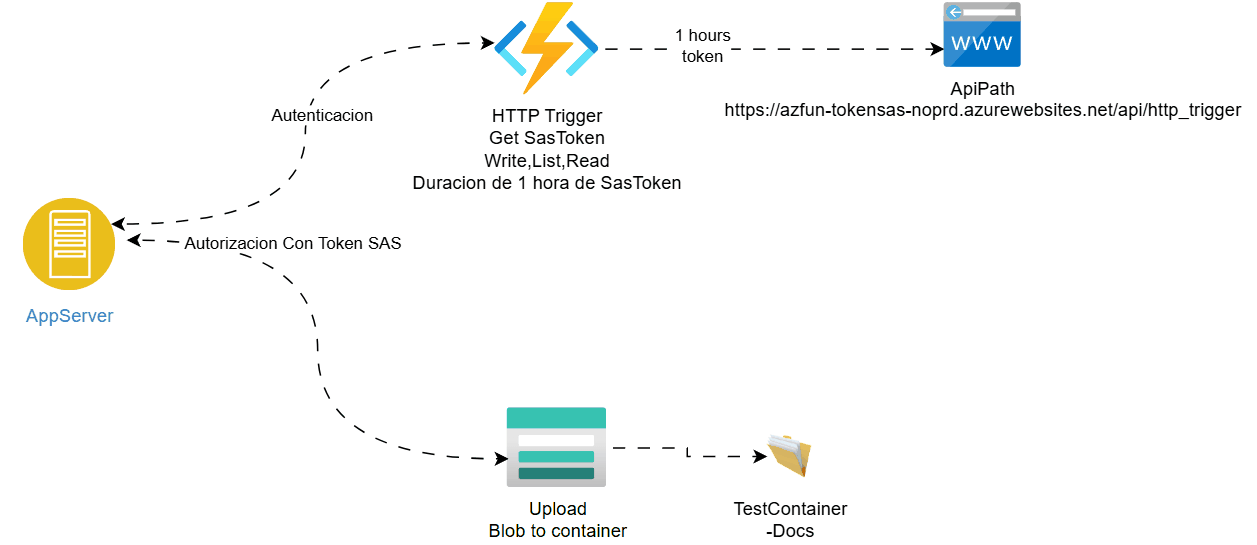 1 hours
token
WWW
ApiPath
https://azfun-tokensas-noprd.azurewebsites.net/api/http_trigger
Autenticacion
HTTP Trigger
Get SasToken
Write,List,Read
Duracion de 1 hora de SasToken
Autorizacion Con Token SAS
AppServer
Upload
Blob to container
TestContainer
-Docs